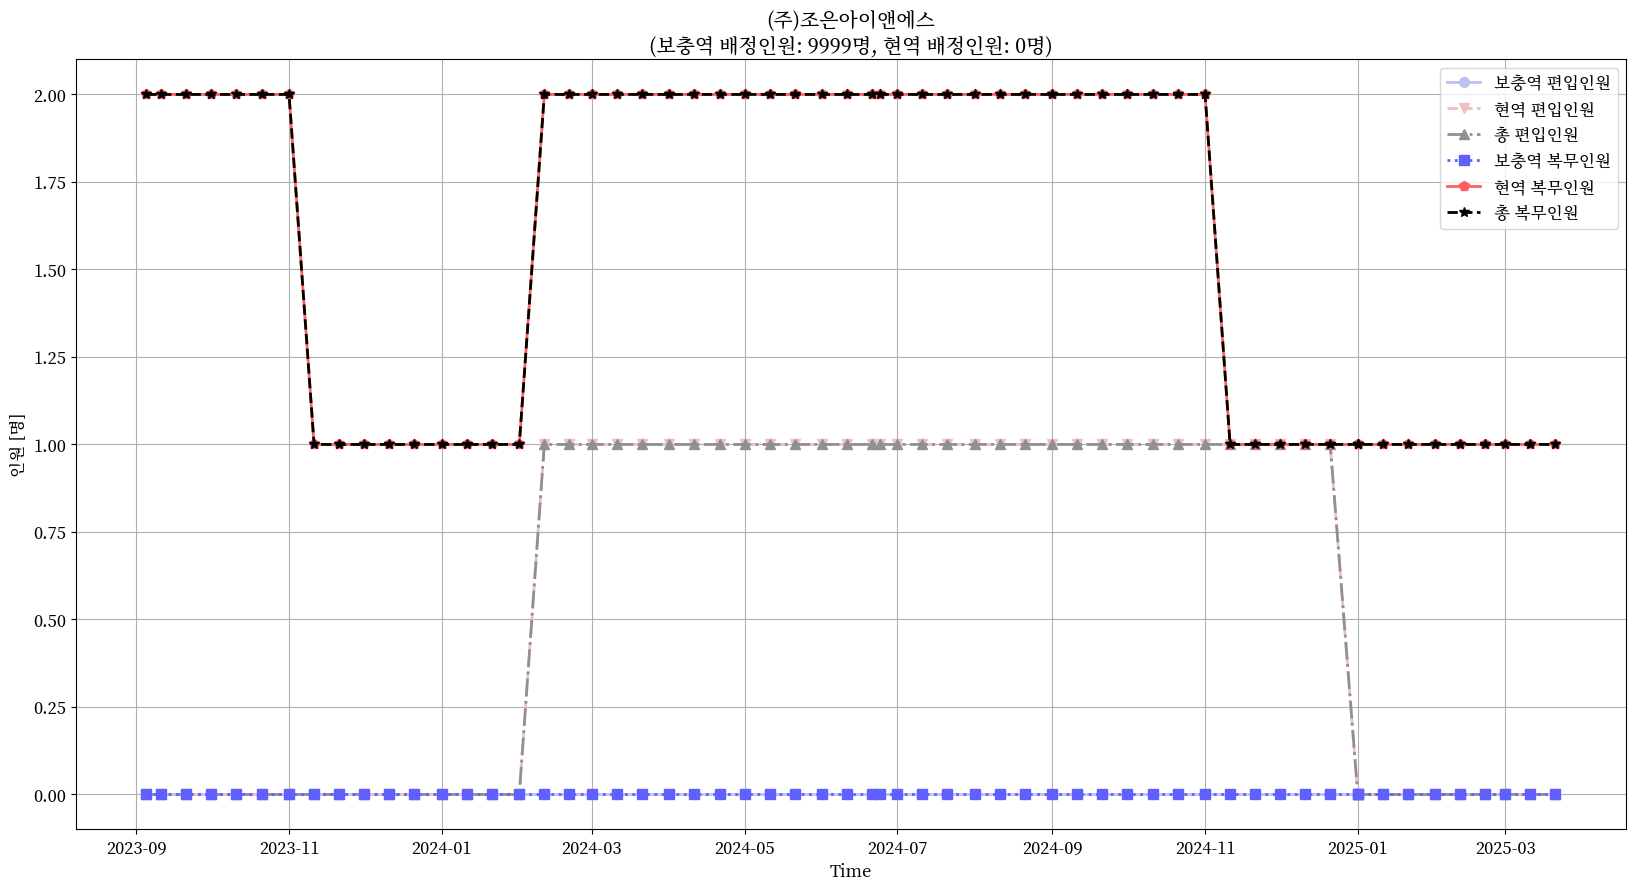 (주)조은아이앤에스
(보충역 배정인원: 9999명, 현역 배정인원: 0명)
보충역 편입인원
현역 편입인원
총 편입인원
보충역 복무인원
현역 복무인원
총 복무인원
인원 [명]
2.00
1.75
1.50
1.25
1.00
0.75
0.50
0.25
0.00
2023-09 2023-11 2024-01 2024-03 2024-05 2024-07 2024-09 2024-11 2025-01 2025-03
Time